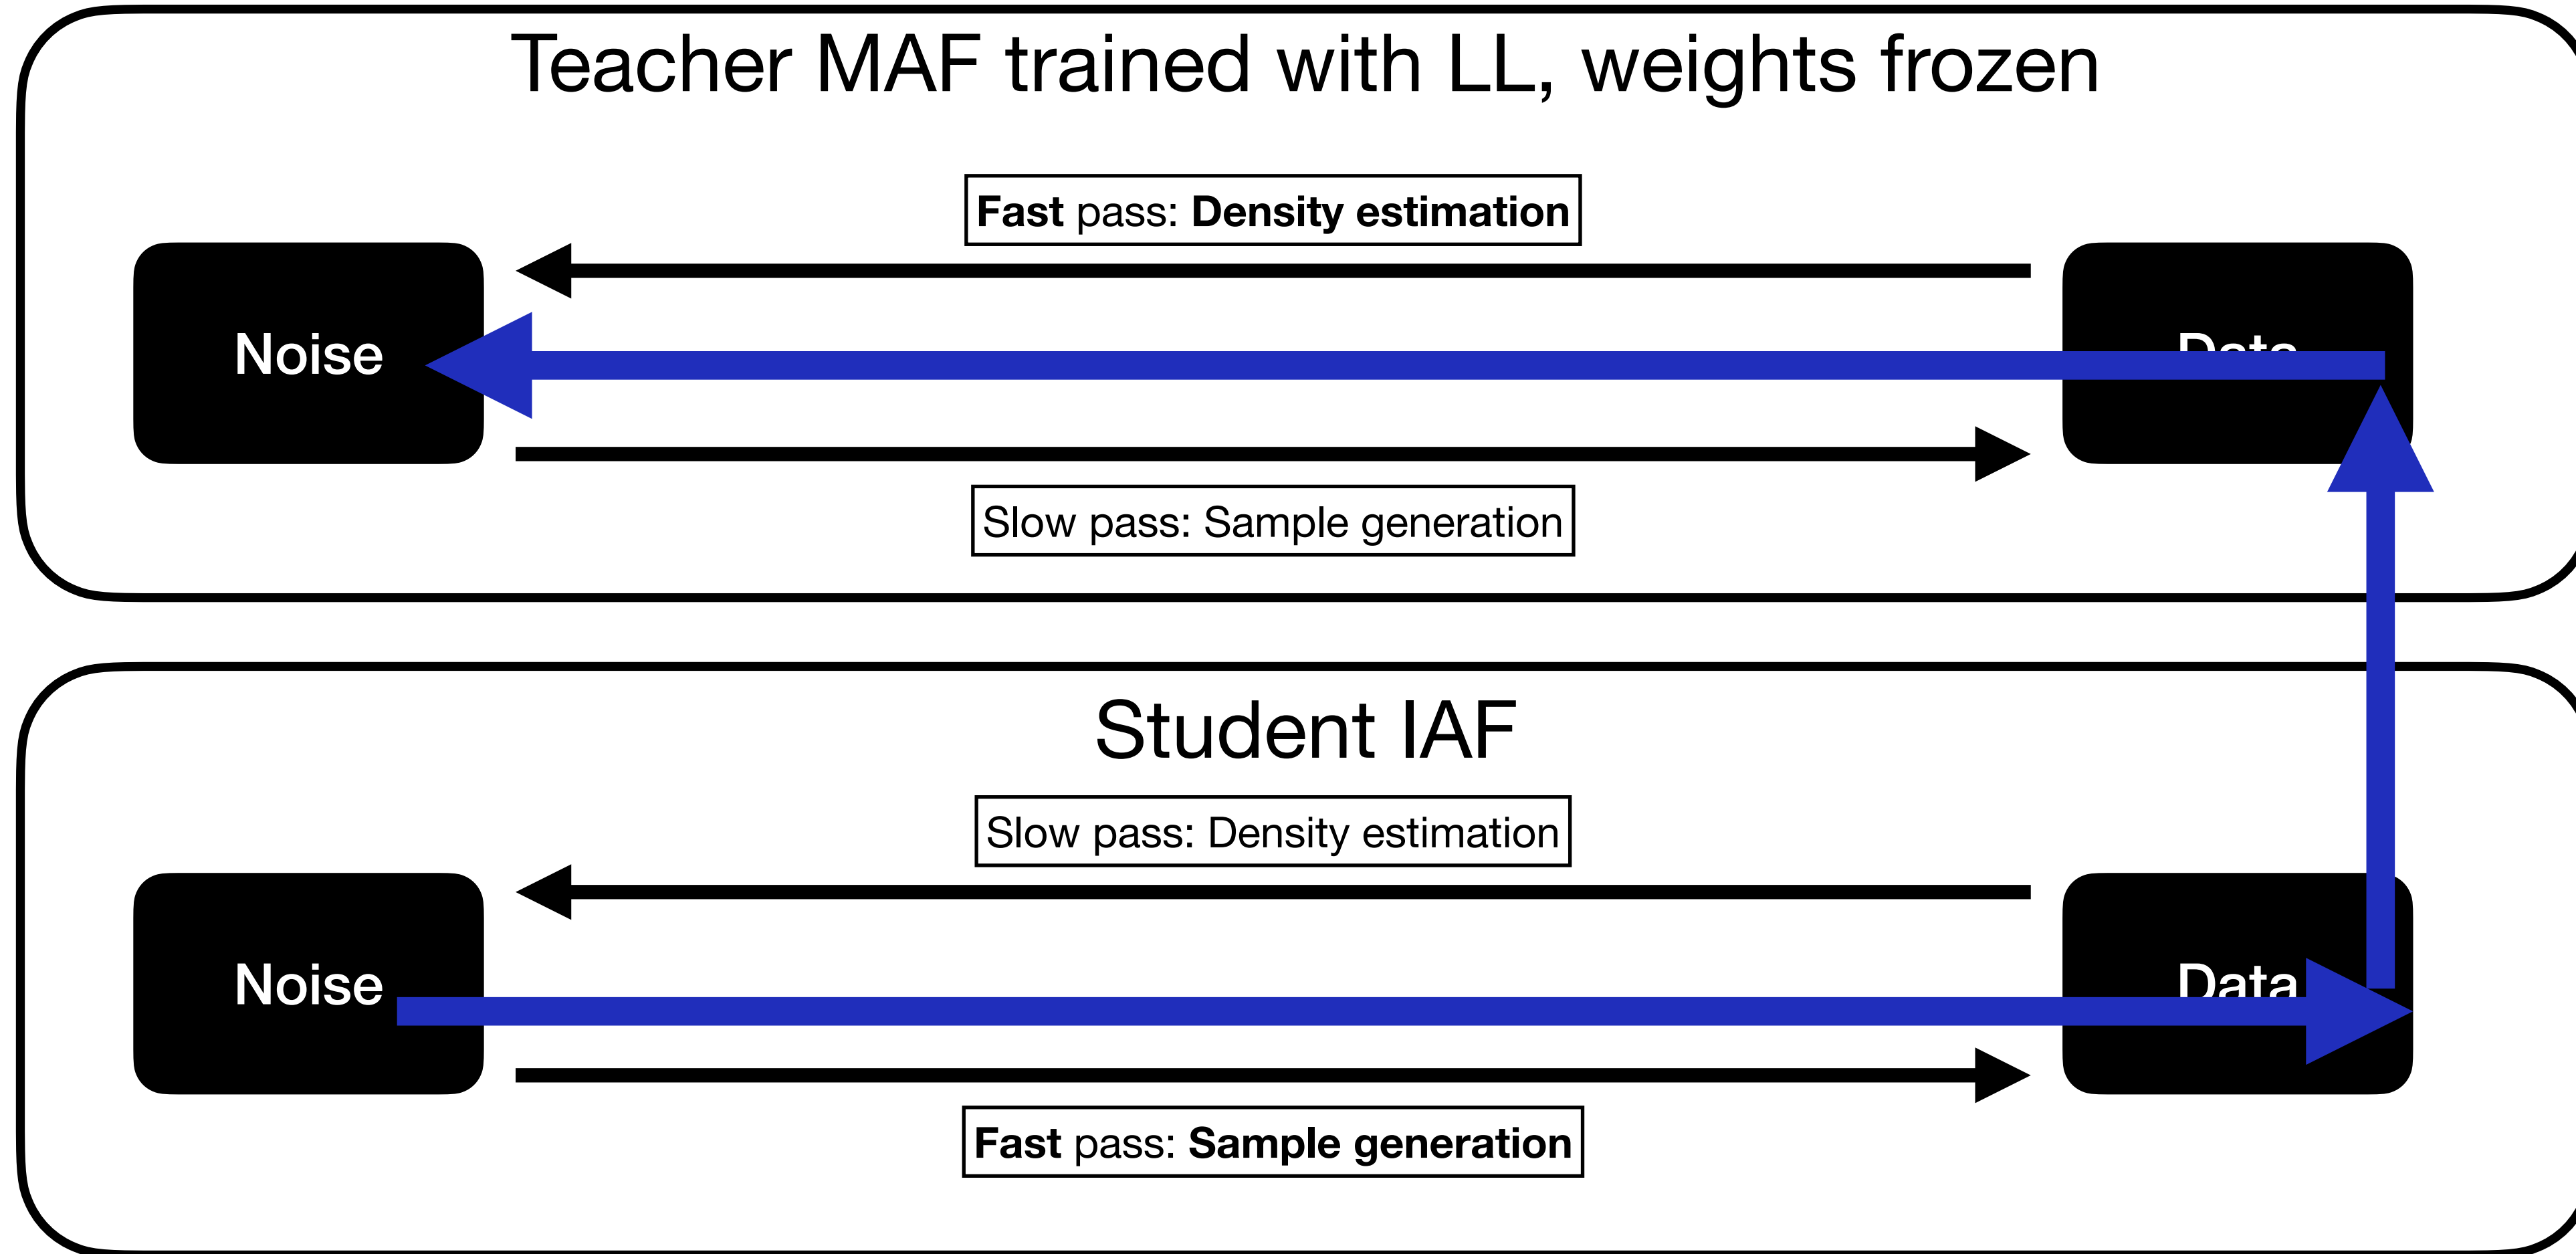 Teacher MAF trained with LL, weights frozen
Fast pass: Density estimation
Noise
Data
Slow pass: Sample generation
Student IAF
Slow pass: Density estimation
Noise
Data
Fast pass: Sample generation